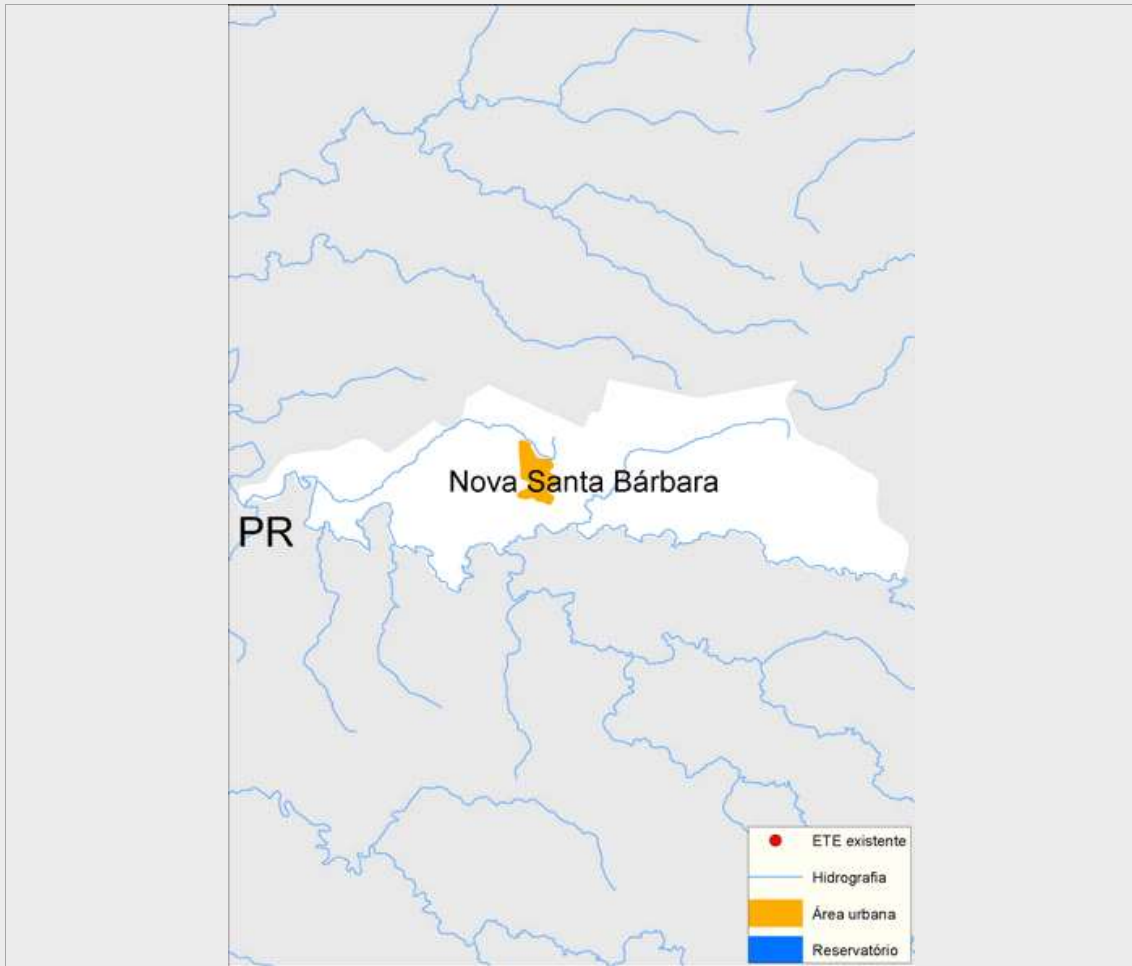 Nova Santa Bárbara
PR
ETE existente
Hidrografia
Área urbana
Reservatório